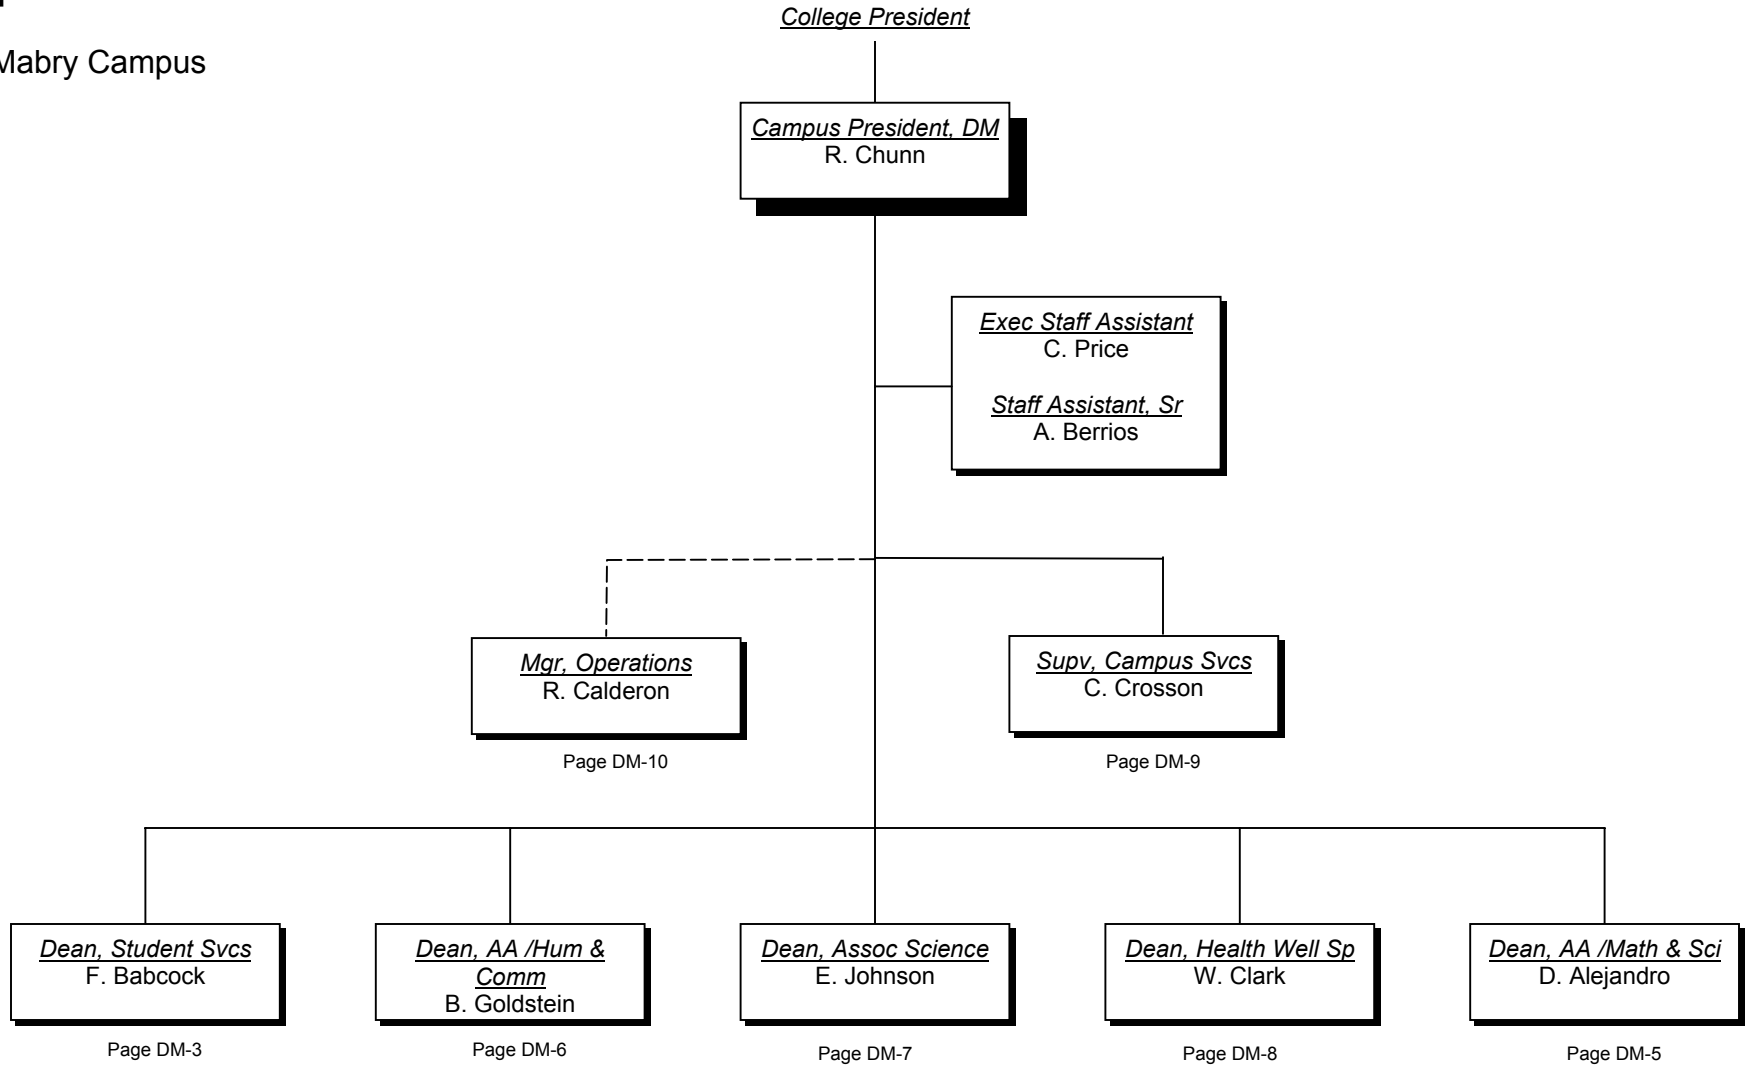 College President
Mabry Campus
Campus President, DM
R. Chunn
Exec Staff Assistant
C. Price
Staff Assistant, Sr
A. Berrios
Mgr, Operations
R. Calderon
Page DM-10
Supv, Campus Svcs
C. Crosson
Page DM-9
Dean, Student Svcs
F. Babcock
Page DM-3
Dean, AA /Hum &
Comm
B. Goldstein
Page DM-6
Dean, Assoc Science
E. Johnson
Page DM-7
Dean, Health Well Sp
W. Clark
Page DM-8
Dean, AA /Math & Sci
D. Alejandro
Page DM-5